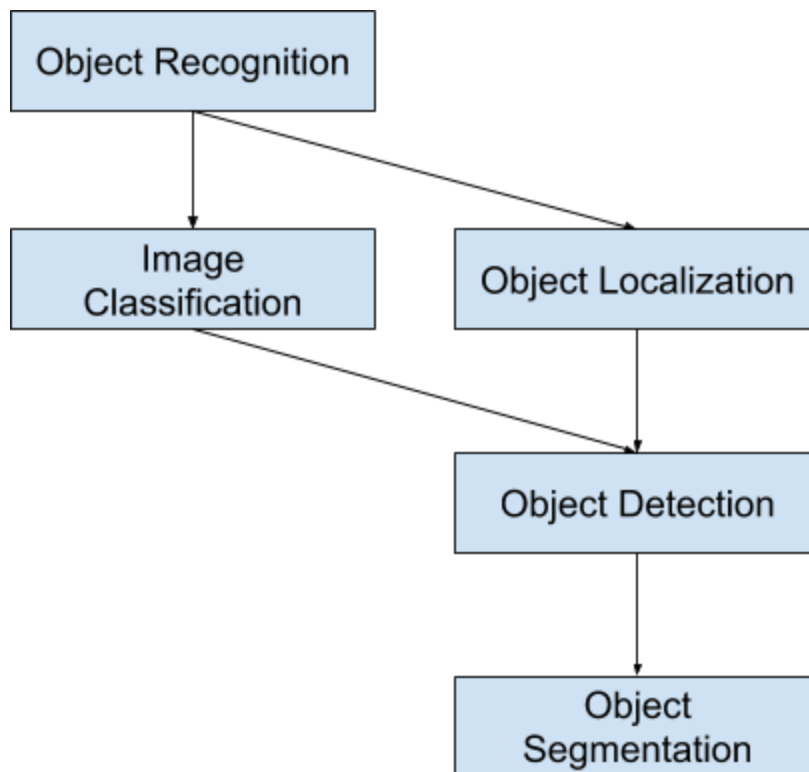 Object Recognition
Image
Classification
Object Localization
Object Detection
Object
Segmentation